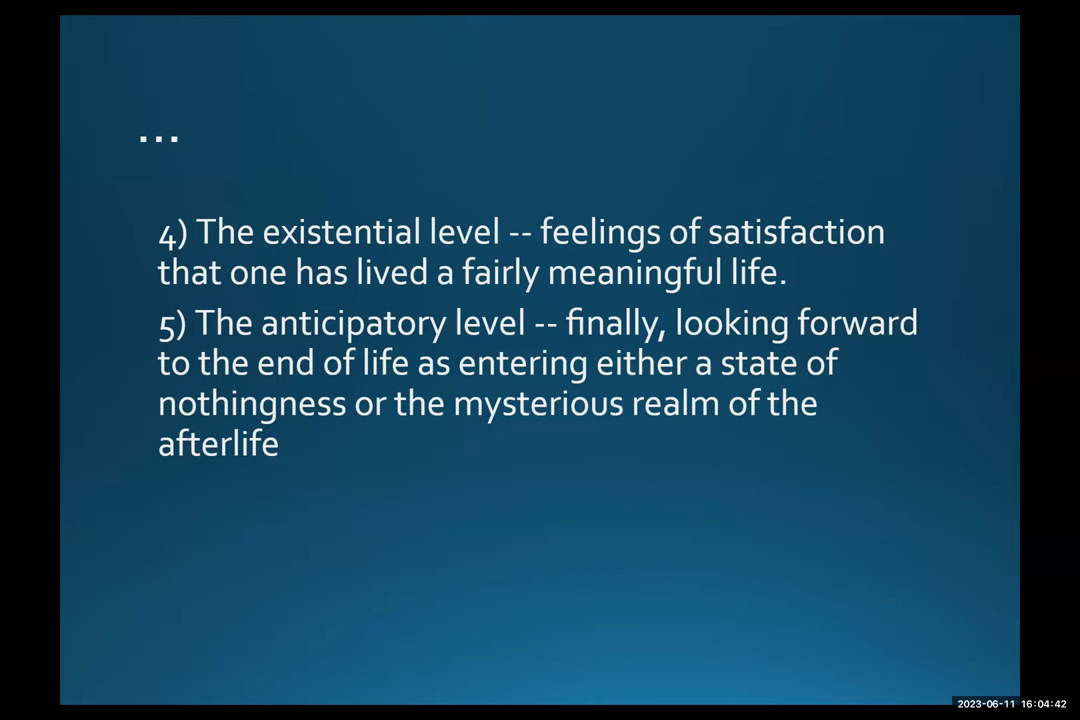 ...
4) The existential level -- feelings of satisfaction
that one has lived a fairly meaningful life.
5) The anticipatory level -- finally, looking forward
to the end of life as entering either a state of
nothingness or the mysterious realm of the
afterlife
2023-06-11 16:04:42